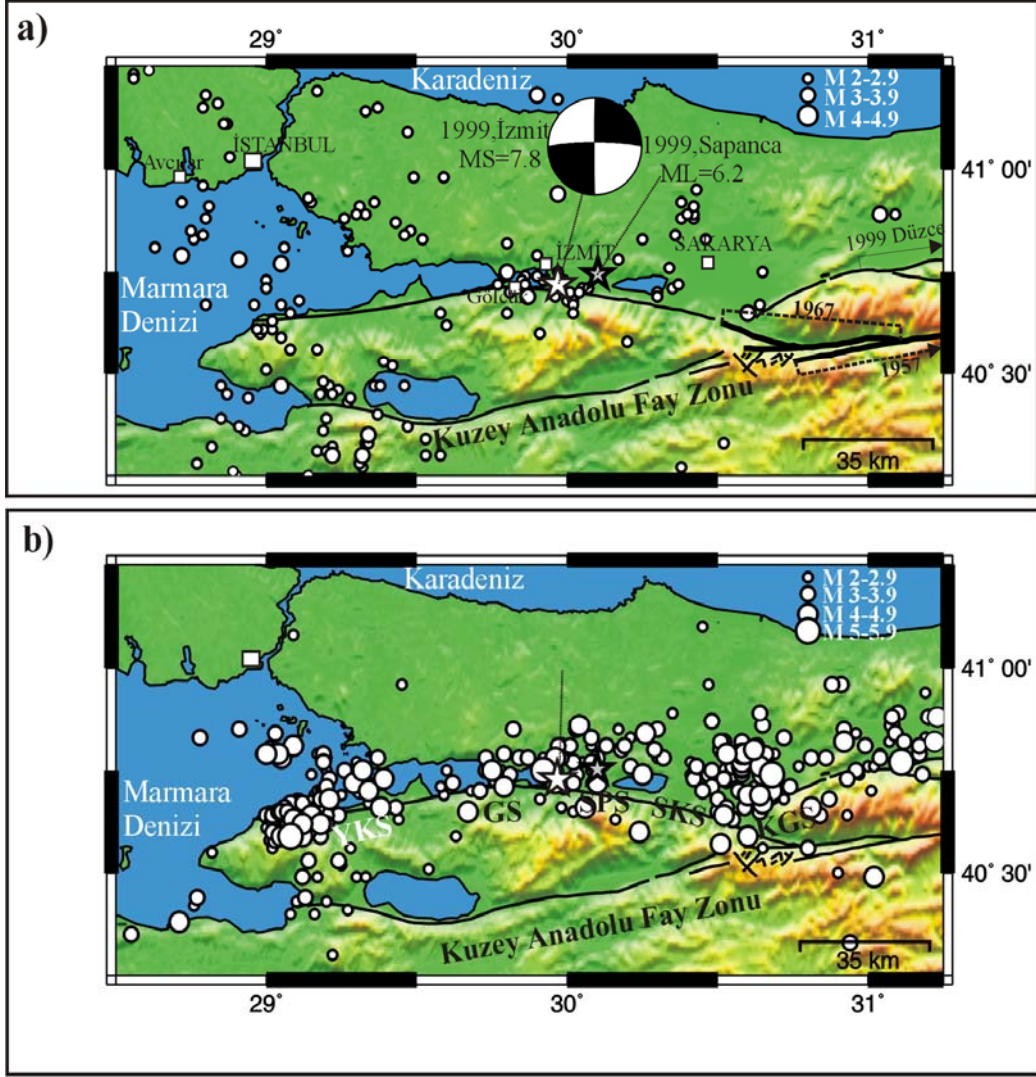 a)
29° 30° 31°
Karadeniz
M 2-2.9
M 3-3.9
M 4-4.9
1999,İzmit
MS=7.8
1999,Sapanca
ML=6.2
İSTANBUL
Avcılar
41° 00'
SAKARYA
İZMİT
1999 Düzce
Gölcük
Marmara
Denizi
1967
1957
40° 30'
Kuzey Anadolu Fay Zonu
35 km
b)
Karadeniz
M 2-2.9
M 3-3.9
M 4-4.9
M 5-5.9
41° 00'
Marmara
Denizi
YKS
GS
SPS
SKS
KGS
40° 30'
Kuzey Anadolu Fay Zonu
35 km
29° 30° 31°